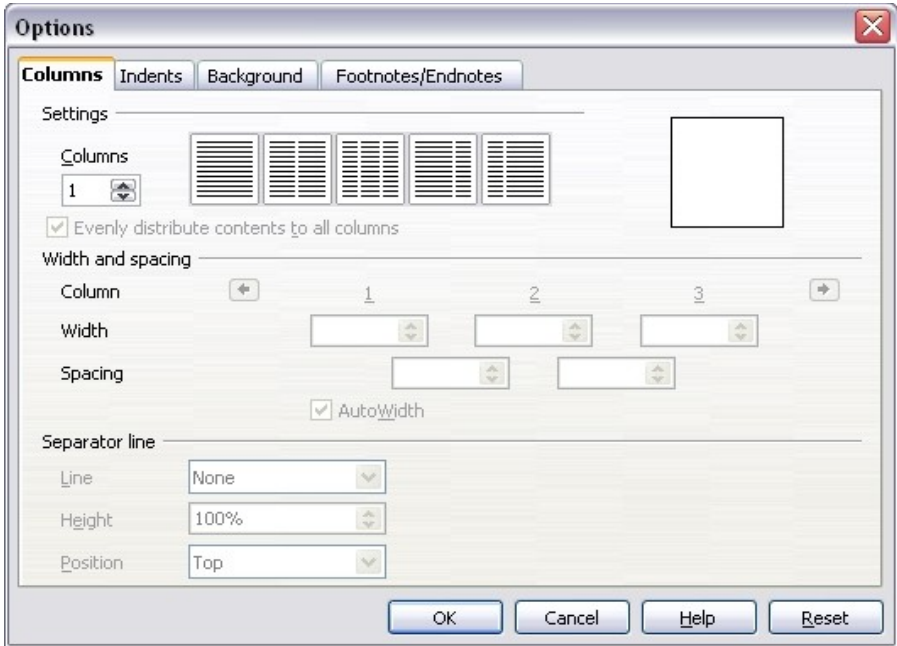 Options
Columns Indents Background Footnotes/Endnotes
Settings
Columns
1
Evenly distribute contents to all columns
Width and spacing
Column 1 2 3
Width
Spacing
AutoWidth
Separator line
Line None
Height 100%
Position Top
OK Cancel Help Reset